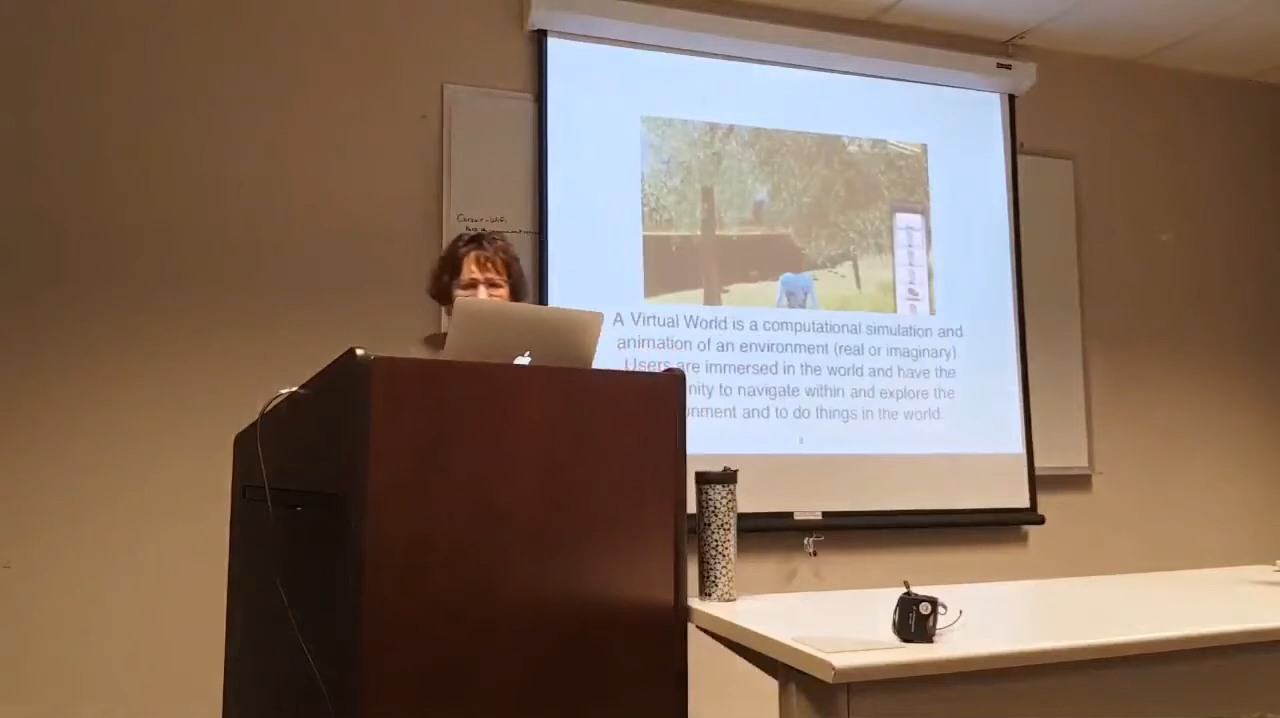 A Virtual World is a computational simulation and
animation of an environment (real or imaginary)
Users are immersed in the world and have the
nity to navigate within and explore the
nment and to do things in the world.